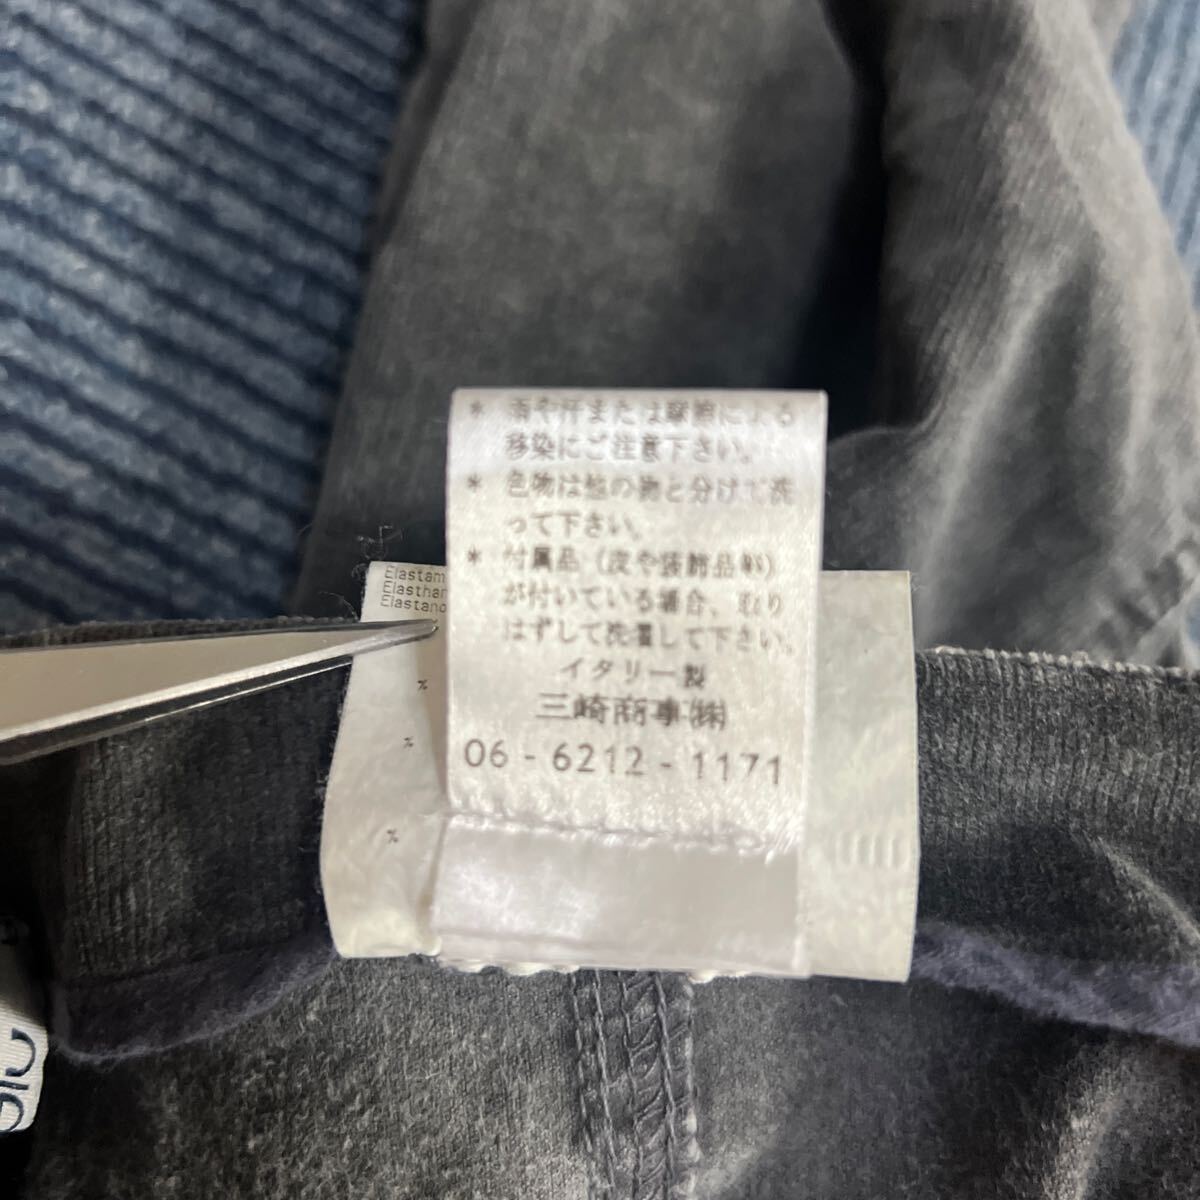 * 雨や汗または摩擦による
移染にご注意下さい。
* 色物は他の物と分けて洗
って下さい。
* 付属品（皮や装飾品等）
が付いている場合、取り
はずして洗濯して下さい。
イタリー製
三崎商事㈱
06 - 6212 - 1171
Elastam
Elasthan
Elastano
%
%
%